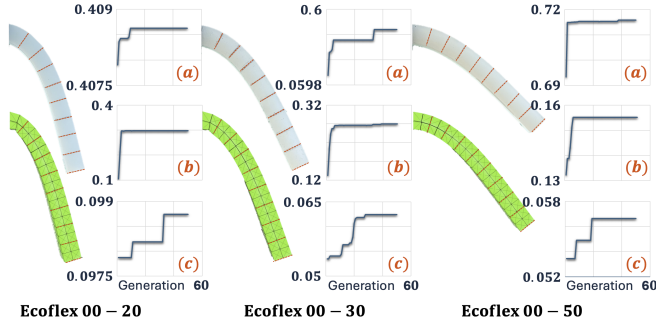 0.409
(a)
0.4075
0.4
(b)
0.1
0.099
(c)
0.0975
Generation 60
Ecoflex 00 − 20
0.6
(a)
0.0598
0.32
(b)
0.12
0.065
(c)
0.05
Generation 60
Ecoflex 00 − 30
0.72
(a)
0.69
0.16
(b)
0.13
0.058
(c)
0.052
Generation 60
Ecoflex 00 − 50